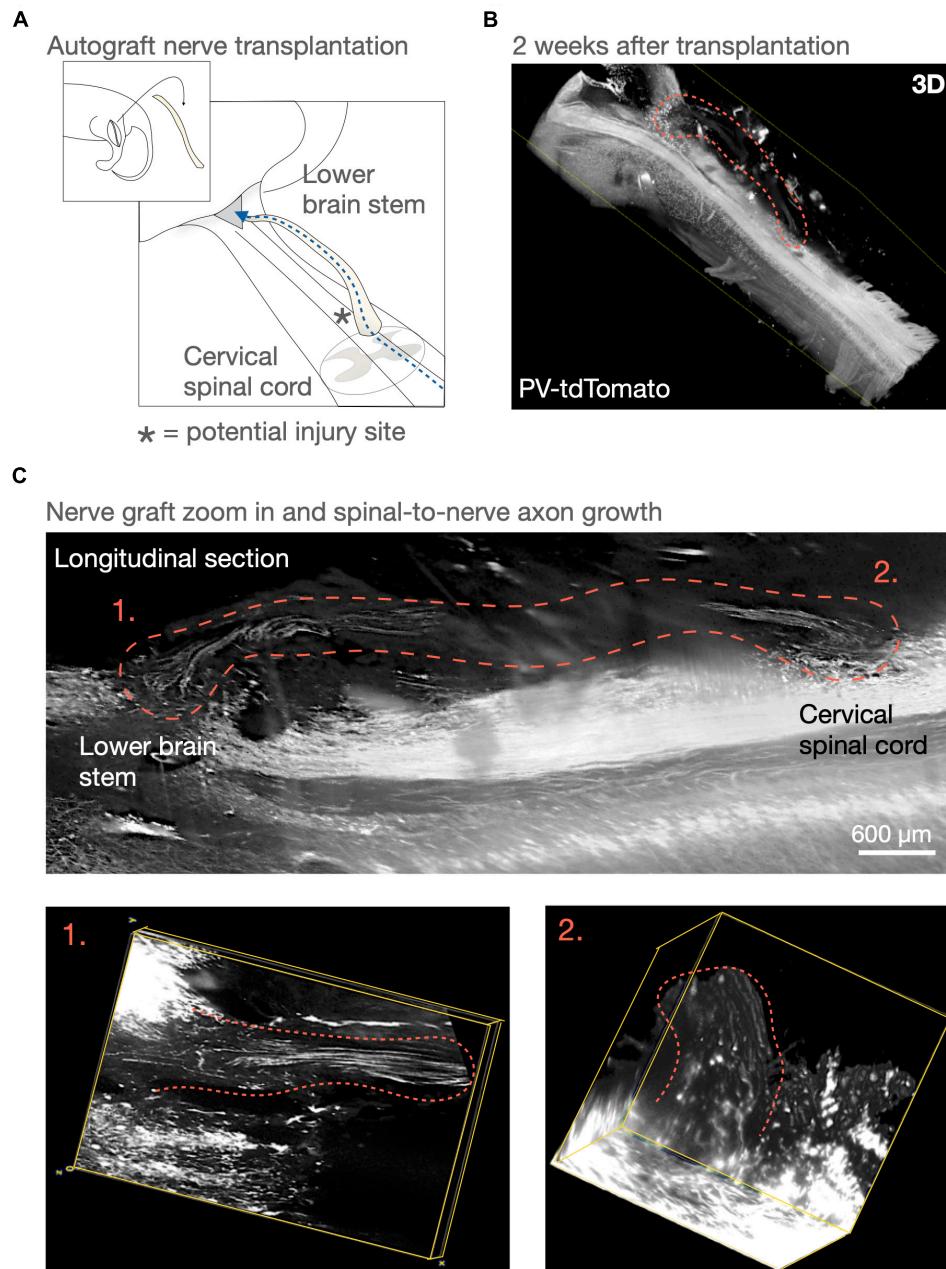 A
Autograft nerve transplantation
Lower
brain stem
*
Cervical
spinal cord
* = potential injury site
B
2 weeks after transplantation
3D
PV-tdTomato
C
Nerve graft zoom in and spinal-to-nerve axon growth
Longitudinal section
1.
2.
Lower brain
stem
Cervical
spinal cord
600 µm
1.
Y
Z
O
X
2.